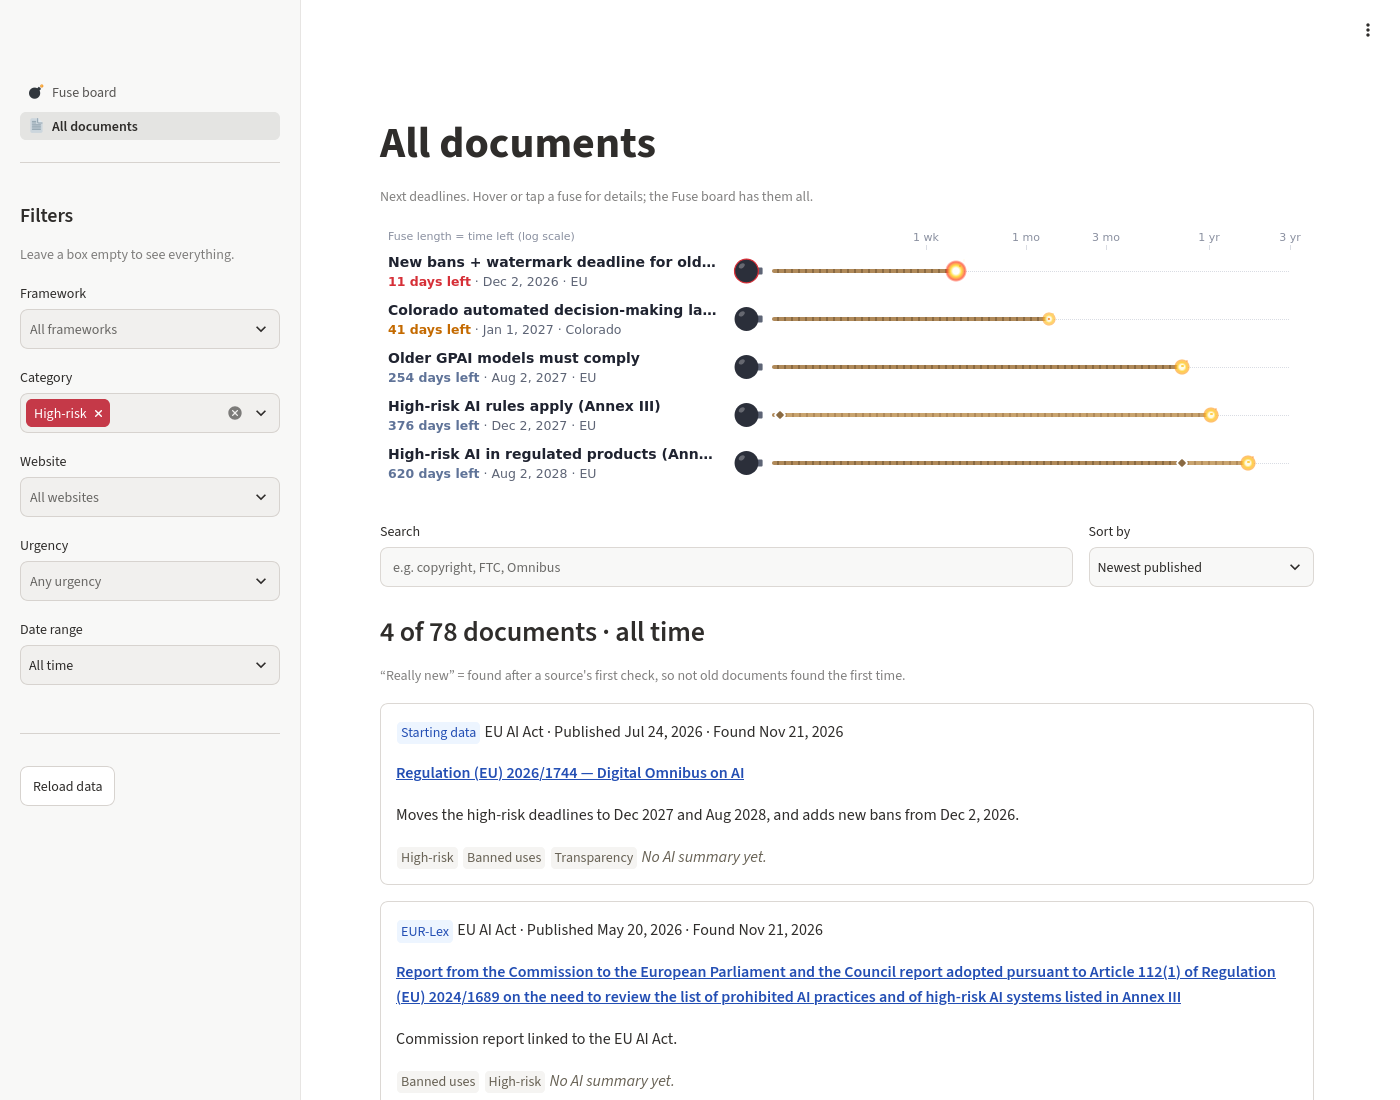 Fuse board
All documents
Filters
Leave a box empty to see everything.
Framework
All frameworks
Category
High-risk
Website
All websites
Urgency
Any urgency
Date range
All time
Reload data
All documents
Next deadlines. Hover or tap a fuse for details; the Fuse board has them all.
Fuse length = time left (log scale)
1 wk
1 mo
3 mo
1 yr
3 yr
New bans + watermark deadline for old…
11 days left · Dec 2, 2026 · EU
Colorado automated decision-making la…
41 days left · Jan 1, 2027 · Colorado
Older GPAI models must comply
254 days left · Aug 2, 2027 · EU
High-risk AI rules apply (Annex III)
376 days left · Dec 2, 2027 · EU
High-risk AI in regulated products (Ann…
620 days left · Aug 2, 2028 · EU
Search
Sort by
e.g. copyright, FTC, Omnibus
Newest published
4 of 78 documents · all time
“Really new” = found after a source's first check, so not old documents found the first time.
Starting data EU AI Act · Published Jul 24, 2026 · Found Nov 21, 2026
Regulation (EU) 2026/1744 — Digital Omnibus on AI
Moves the high-risk deadlines to Dec 2027 and Aug 2028, and adds new bans from Dec 2, 2026.
High-risk Banned uses Transparency No AI summary yet.
EUR-Lex EU AI Act · Published May 20, 2026 · Found Nov 21, 2026
Report from the Commission to the European Parliament and the Council report adopted pursuant to Article 112(1) of Regulation
(EU) 2024/1689 on the need to review the list of prohibited AI practices and of high-risk AI systems listed in Annex III
Commission report linked to the EU AI Act.
Banned uses High-risk No AI summary yet.